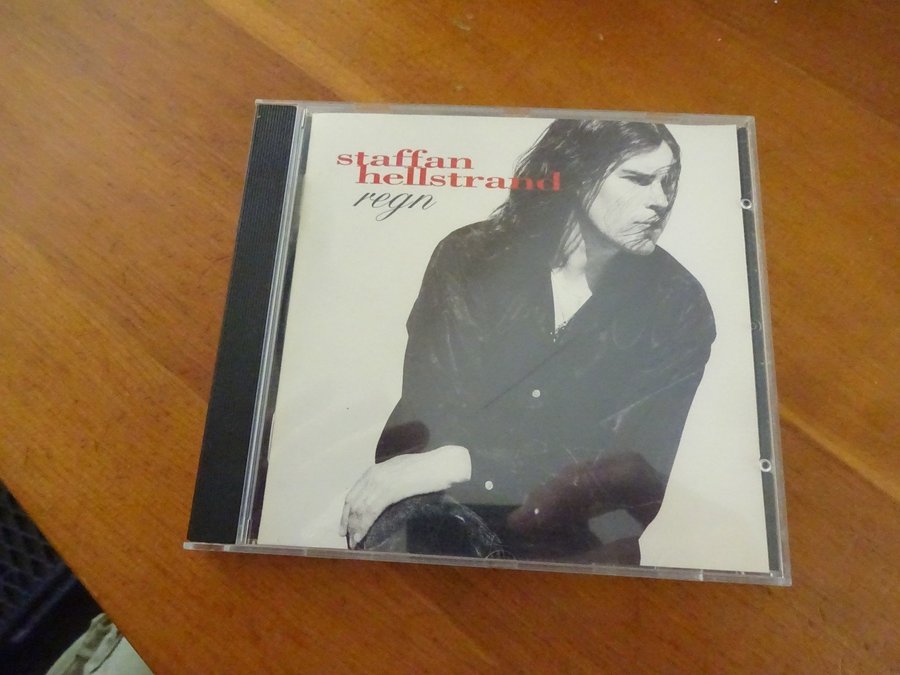 staffan
hellstrand
regn